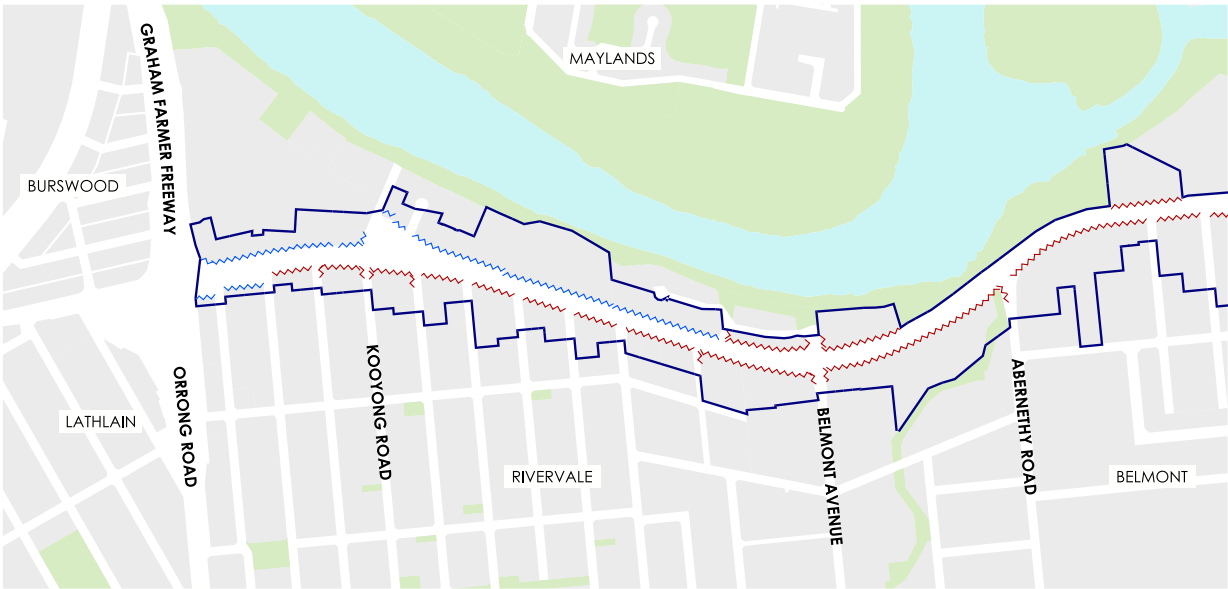 GRAHAM FARMER FREEWAY
MAYLANDS
BURSWOOD
ORRONG ROAD
KOOYONG ROAD
BELMONT AVENUE
ABERNETHY ROAD
LATHLAIN
RIVERVALE
BELMONT